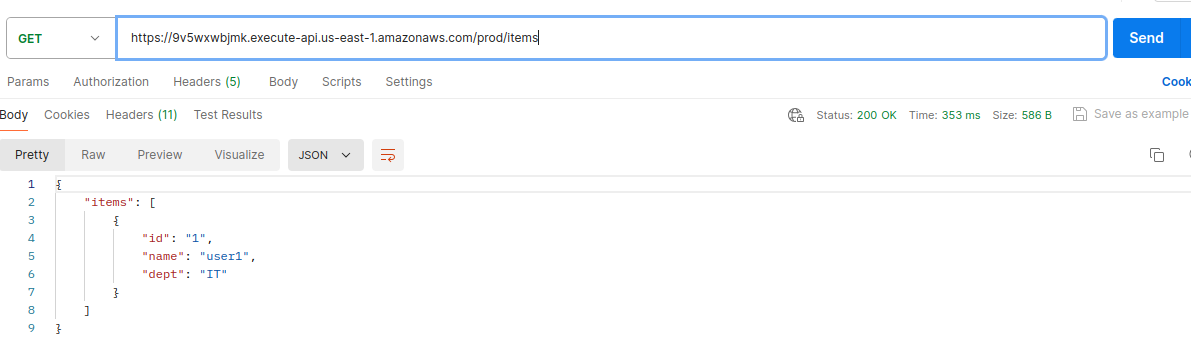 GET https://9v5wxwbjmk.execute-api.us-east-1.amazonaws.com/prod/items Send
Params Authorization Headers (5) Body Scripts Settings Cook
Body Cookies Headers (11) Test Results Status: 200 OK Time: 353 ms Size: 586 B Save as example
Pretty Raw Preview Visualize JSON
1 {
2 "items": [
3 {
4 "id": "1",
5 "name": "user1",
6 "dept": "IT"
7 }
8 ]
9 }